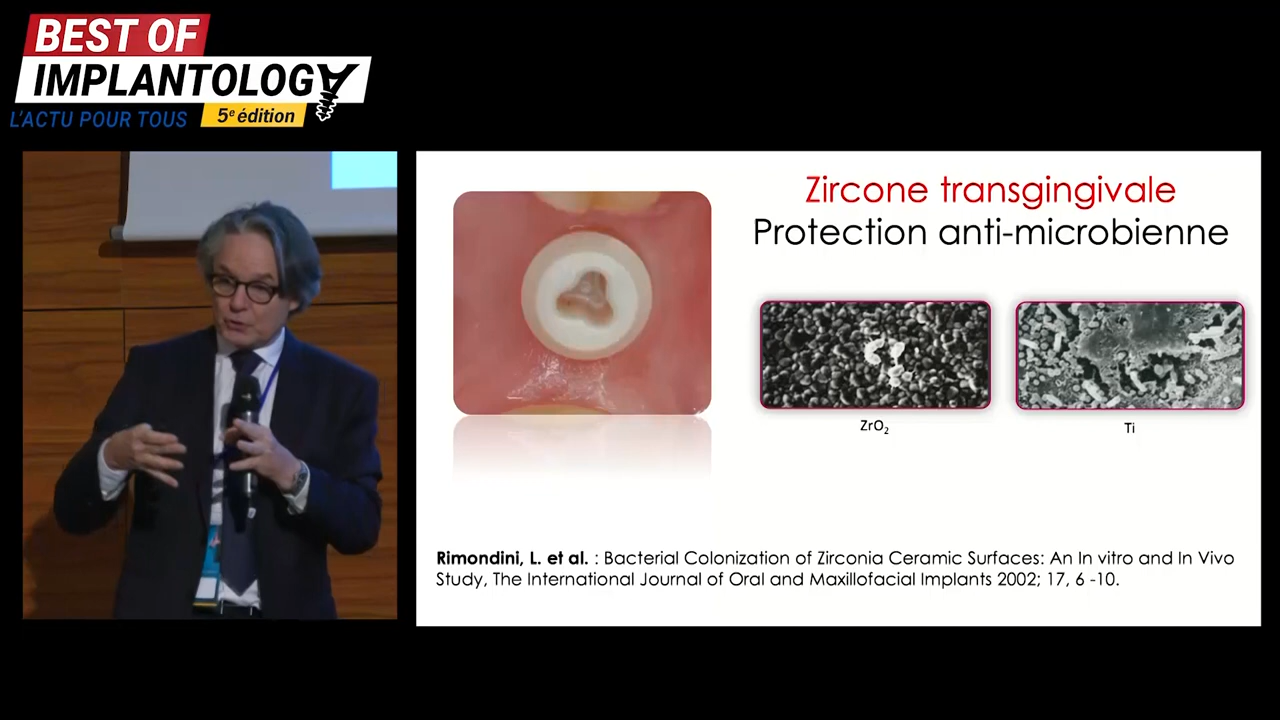 BEST OF
IMPLANTOLOGY
L'ACTU POUR TOUS
5e édition
Zircone transgingivale
Protection anti-microbienne
ZrO2
Ti
Rimondini, L. et al. : Bacterial Colonization of Zirconia Ceramic Surfaces: An In vitro and In Vivo
Study, The International Journal of Oral and Maxillofacial Implants 2002; 17, 6 -10.